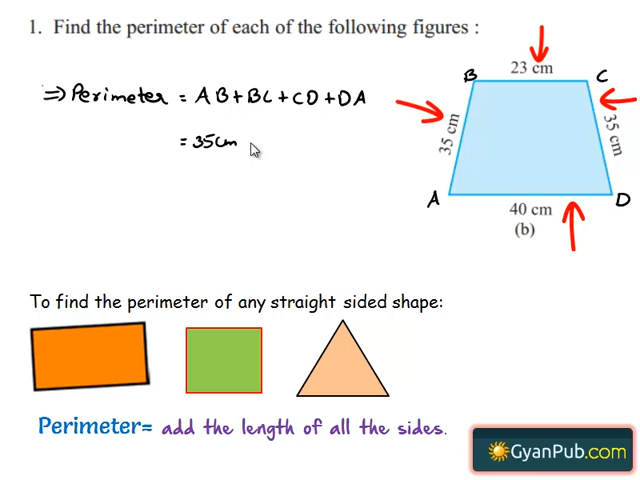 1. Find the perimeter of each of the following figures :
⇒ Perimeter = AB+BC+CD+DA
= 35cm
B
23 cm
C
35 cm
35 cm
A
40 cm
D
(b)
To find the perimeter of any straight sided shape:
Perimeter= add the length of all the sides.
GyanPub.com